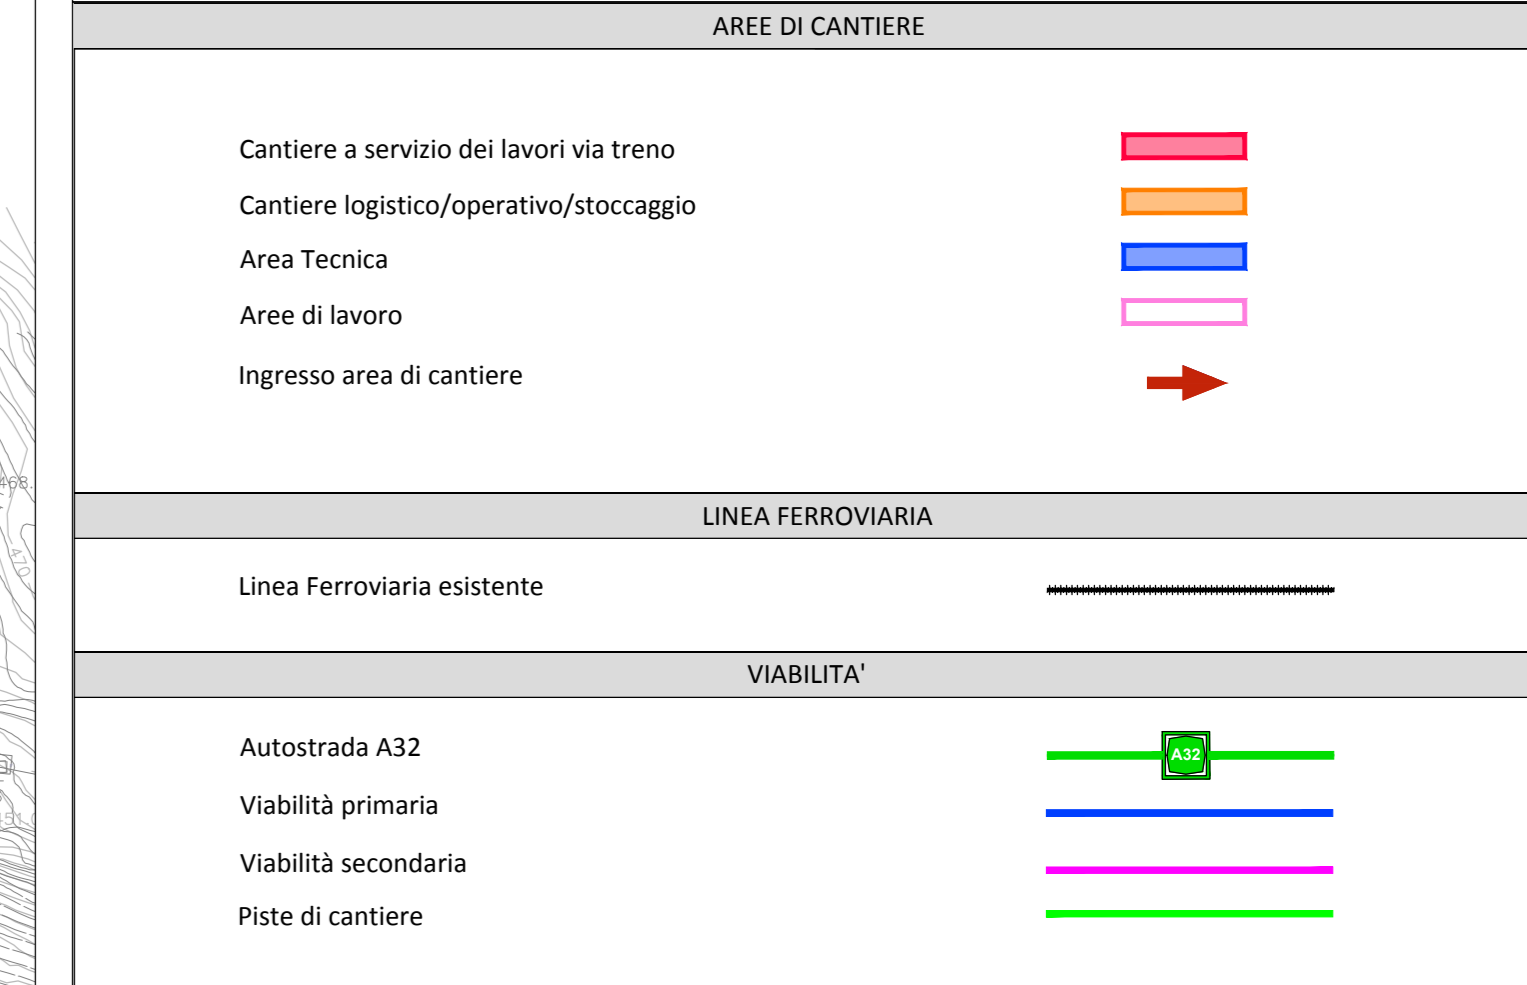 AREE DI CANTIERE
Cantiere a servizio dei lavori via treno
Cantiere logistico/operativo/stoccaggio
Area Tecnica
Aree di lavoro
Ingresso area di cantiere
468.
470
LINEA FERROVIARIA
Linea Ferroviaria esistente
VIABILITA'
Autostrada A32
A32
Viabilità primaria
Viabilità secondaria
Piste di cantiere